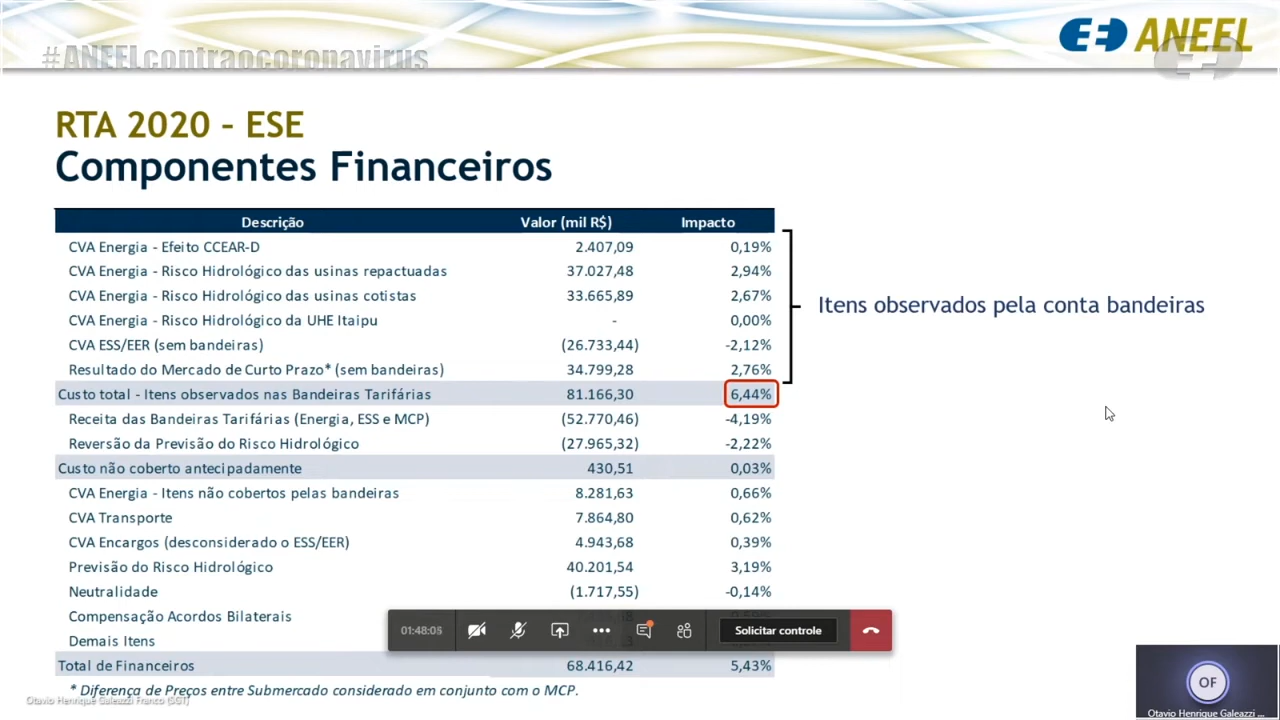 #ANEELcontraocoronavirus
ANEEL
RTA 2020 – ESE
Componentes Financeiros
Descrição Valor (mil R$) Impacto
CVA Energia - Efeito CCEAR-D 2.407,09 0,19%
CVA Energia - Risco Hidrológico das usinas repactuadas 37.027,48 2,94%
CVA Energia - Risco Hidrológico das usinas cotistas 33.665,89 2,67%
CVA Energia - Risco Hidrológico da UHE Itaipu - 0,00%
CVA ESS/EER (sem bandeiras) (26.733,44) -2,12%
Resultado do Mercado de Curto Prazo* (sem bandeiras) 34.799,28 2,76%
Custo total - Itens observados nas Bandeiras Tarifárias 81.166,30 6,44%
Receita das Bandeiras Tarifárias (Energia, ESS e MCP) (52.770,46) -4,19%
Reversão da Previsão do Risco Hidrológico (27.965,32) -2,22%
Custo não coberto antecipadamente 430,51 0,03%
CVA Energia - Itens não cobertos pelas bandeiras 8.281,63 0,66%
CVA Transporte 7.864,80 0,62%
CVA Encargos (desconsiderado o ESS/EER) 4.943,68 0,39%
Previsão do Risco Hidrológico 40.201,54 3,19%
Neutralidade (1.717,55) -0,14%
Compensação Acordos Bilaterais
Demais Itens
Total de Financeiros 68.416,42 5,43%
* Diferença de Preços entre Submercado considerado em conjunto com o MCP.
Itens observados pela conta bandeiras
01:48:05
Solicitar controle
Otavio Henrique Galeazzi Franco (SGT)
OF
Otavio Henrique Galeazzi ...